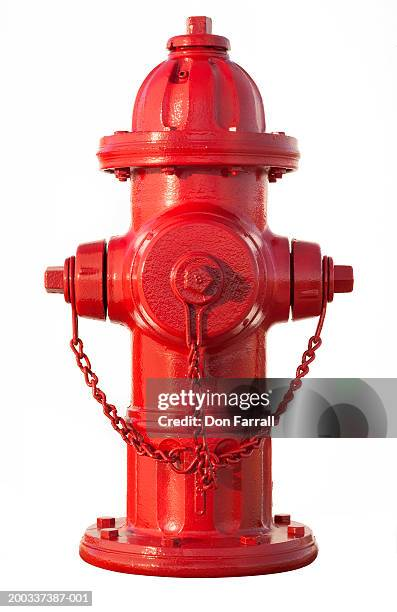 gettyimages
Credit: Don Farrall
200337387-001